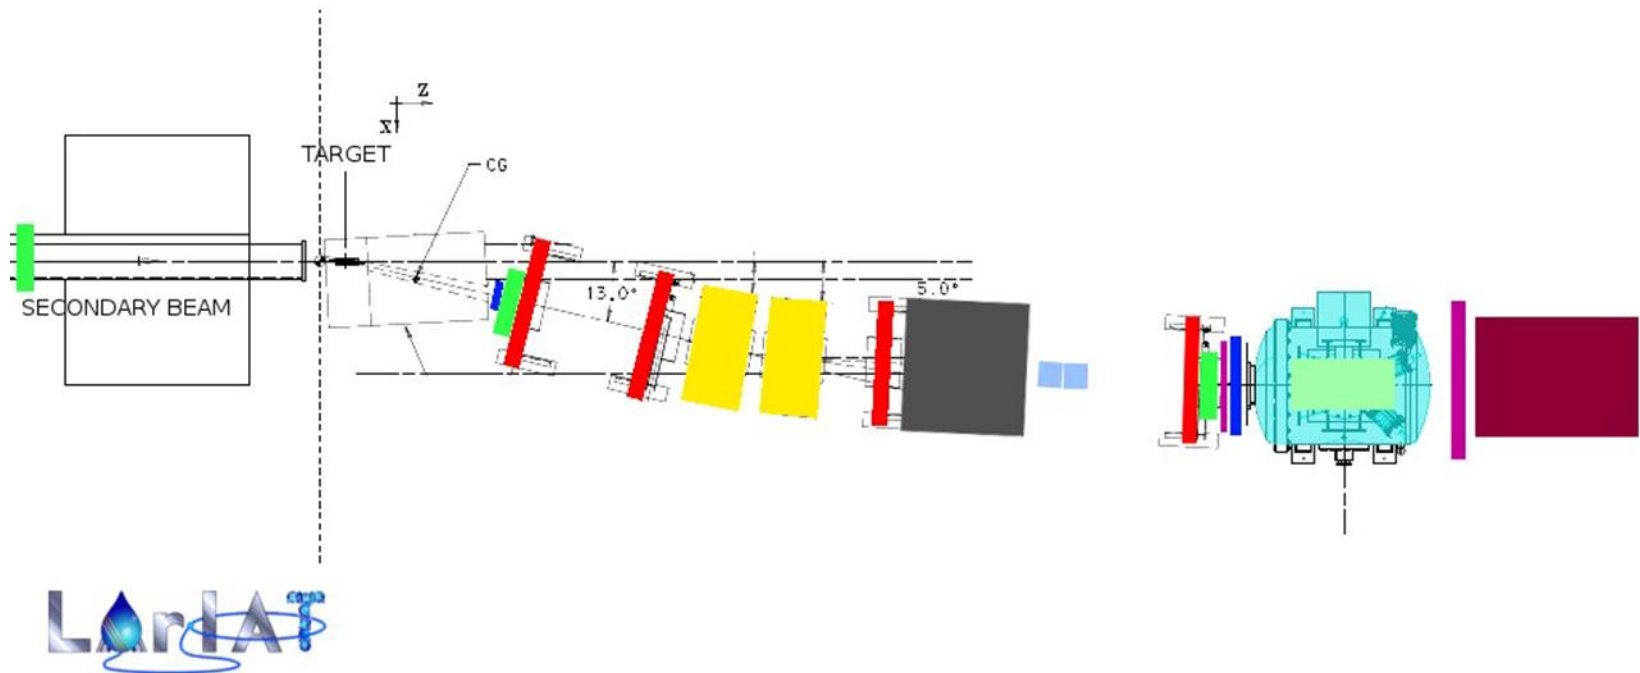 Z
X
TARGET
CG
13.0°
5.0°
SECONDARY BEAM
LArIAT